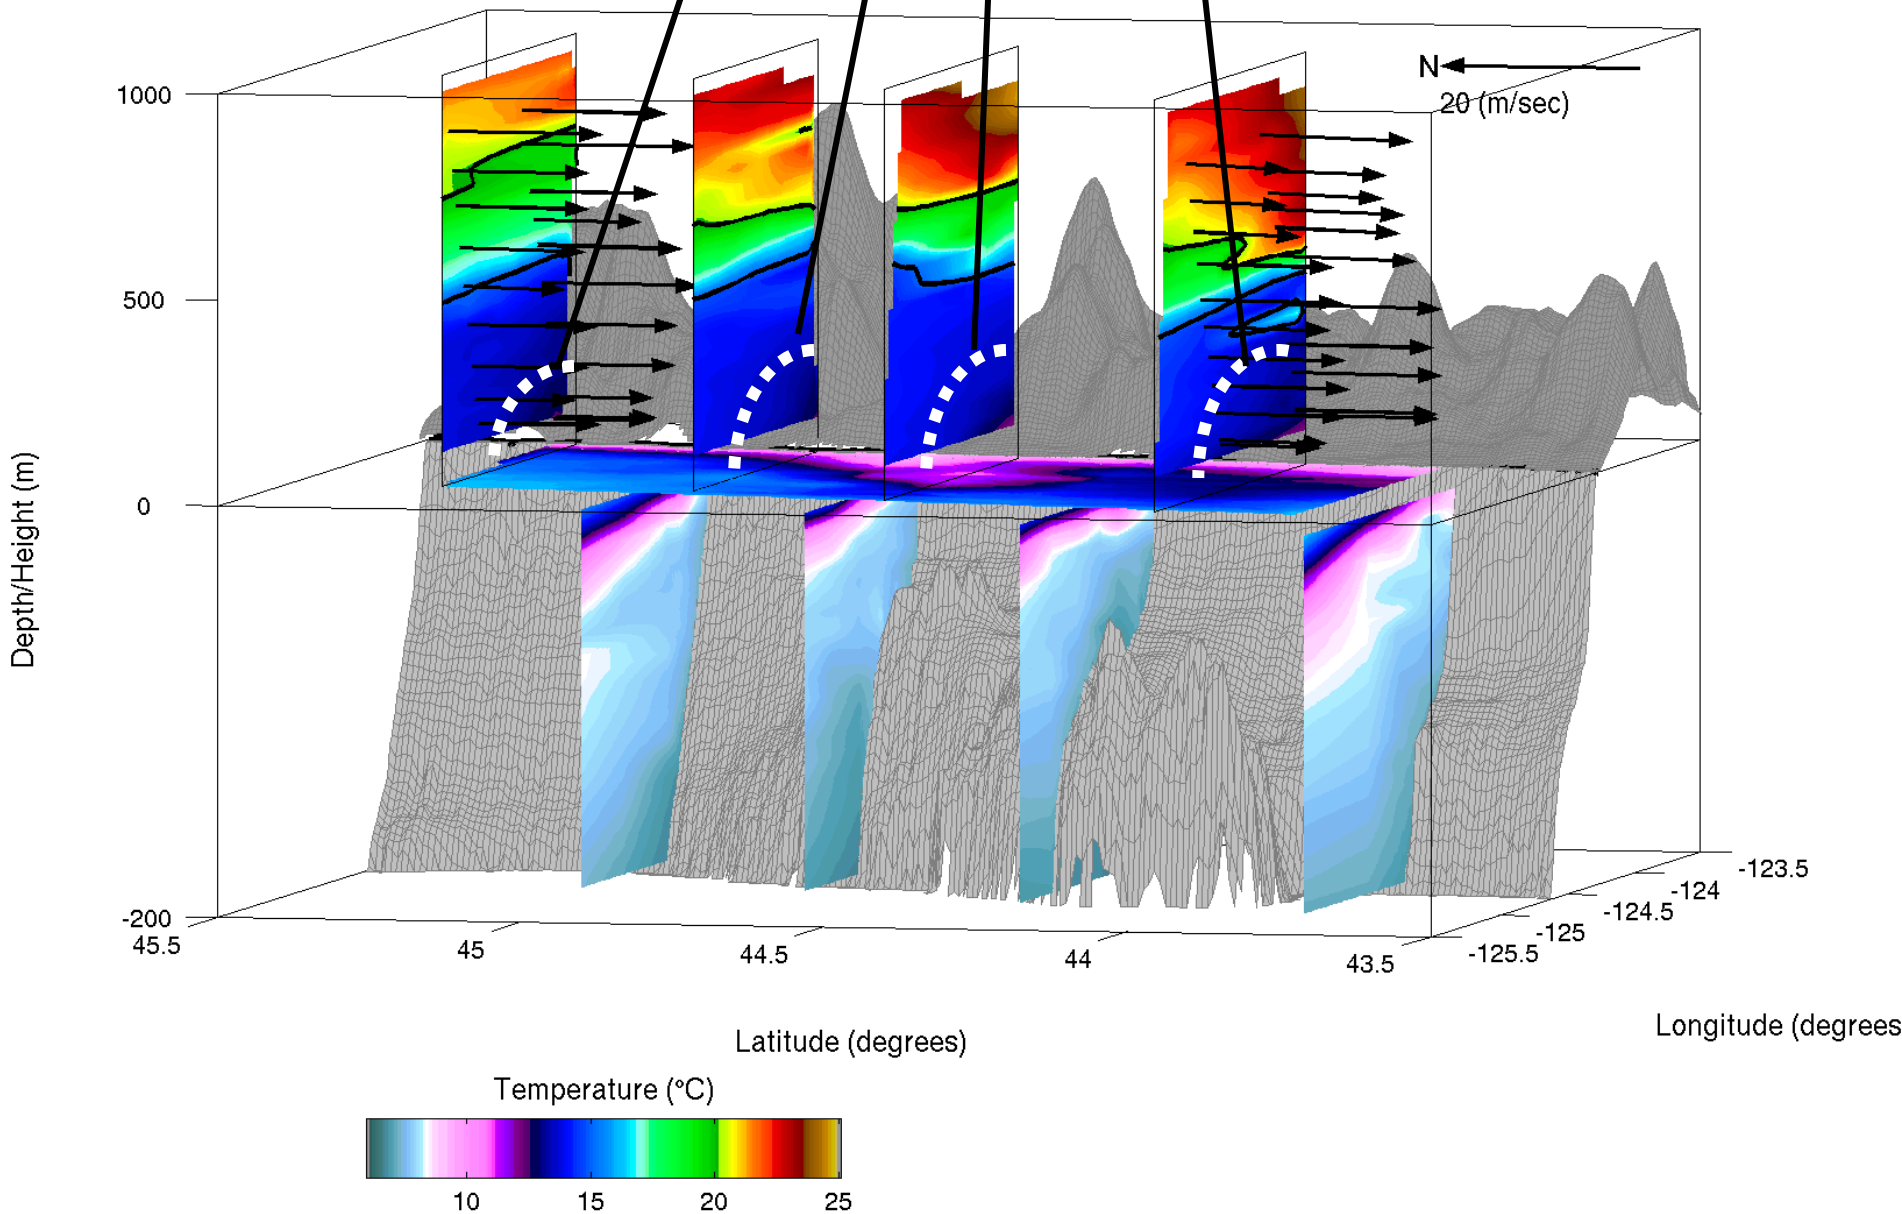 N
20 (m/sec)
1000
500
0
-200
Depth/Height (m)
45.5
45
44.5
44
43.5
-125.5
-125
-124.5
-124
-123.5
Latitude (degrees)
Longitude (degrees
Temperature (°C)
10 15 20 25